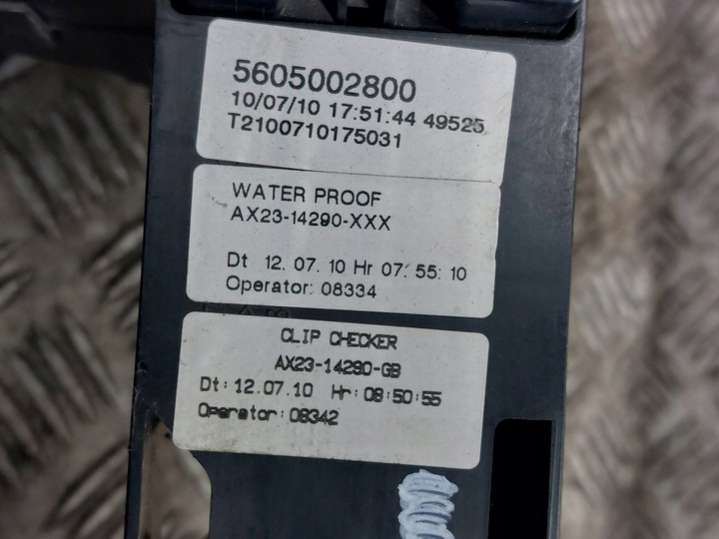 5605002800
10/07/10 17:51:44 49525
T2100710175031
WATER PROOF
AX23-14290-XXX
Dt 12.07.10 Hr 07:55:10
Operator: 08334
CLIP CHECKER
AX23-14290-GB
Dt: 12.07.10 Hr: 08:50:55
Operator: 08342